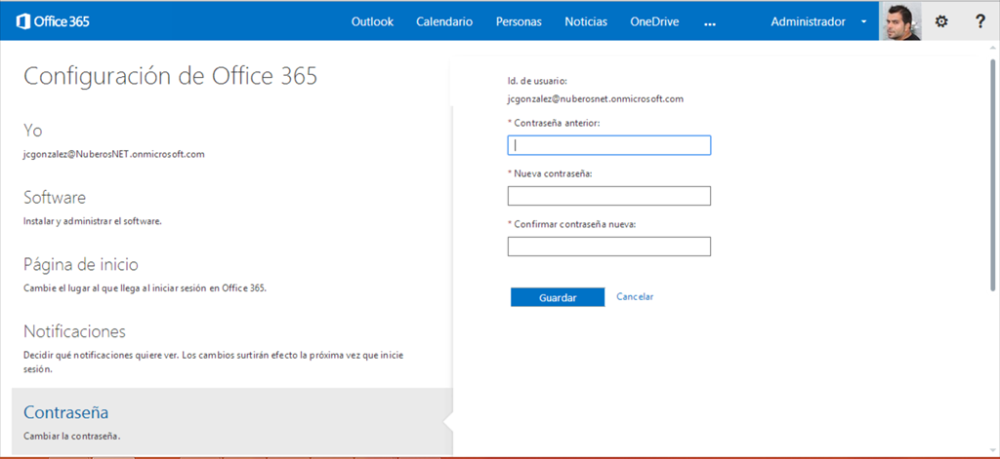 Office 365
Outlook Calendario Personas Noticias OneDrive ... Administrador ?
Configuración de Office 365
Yo
jcgonzalez@NuberosNET.onmicrosoft.com
Software
Instalar y administrar el software.
Página de inicio
Cambie el lugar al que llega al iniciar sesión en Office 365.
Notificaciones
Decidir qué notificaciones quiere ver. Los cambios surtirán efecto la próxima vez que inicie
sesión.
Contraseña
Cambiar la contraseña.
Id. de usuario:
jcgonzalez@nuberosnet.onmicrosoft.com
* Contraseña anterior:
* Nueva contraseña:
* Confirmar contraseña nueva:
Guardar Cancelar